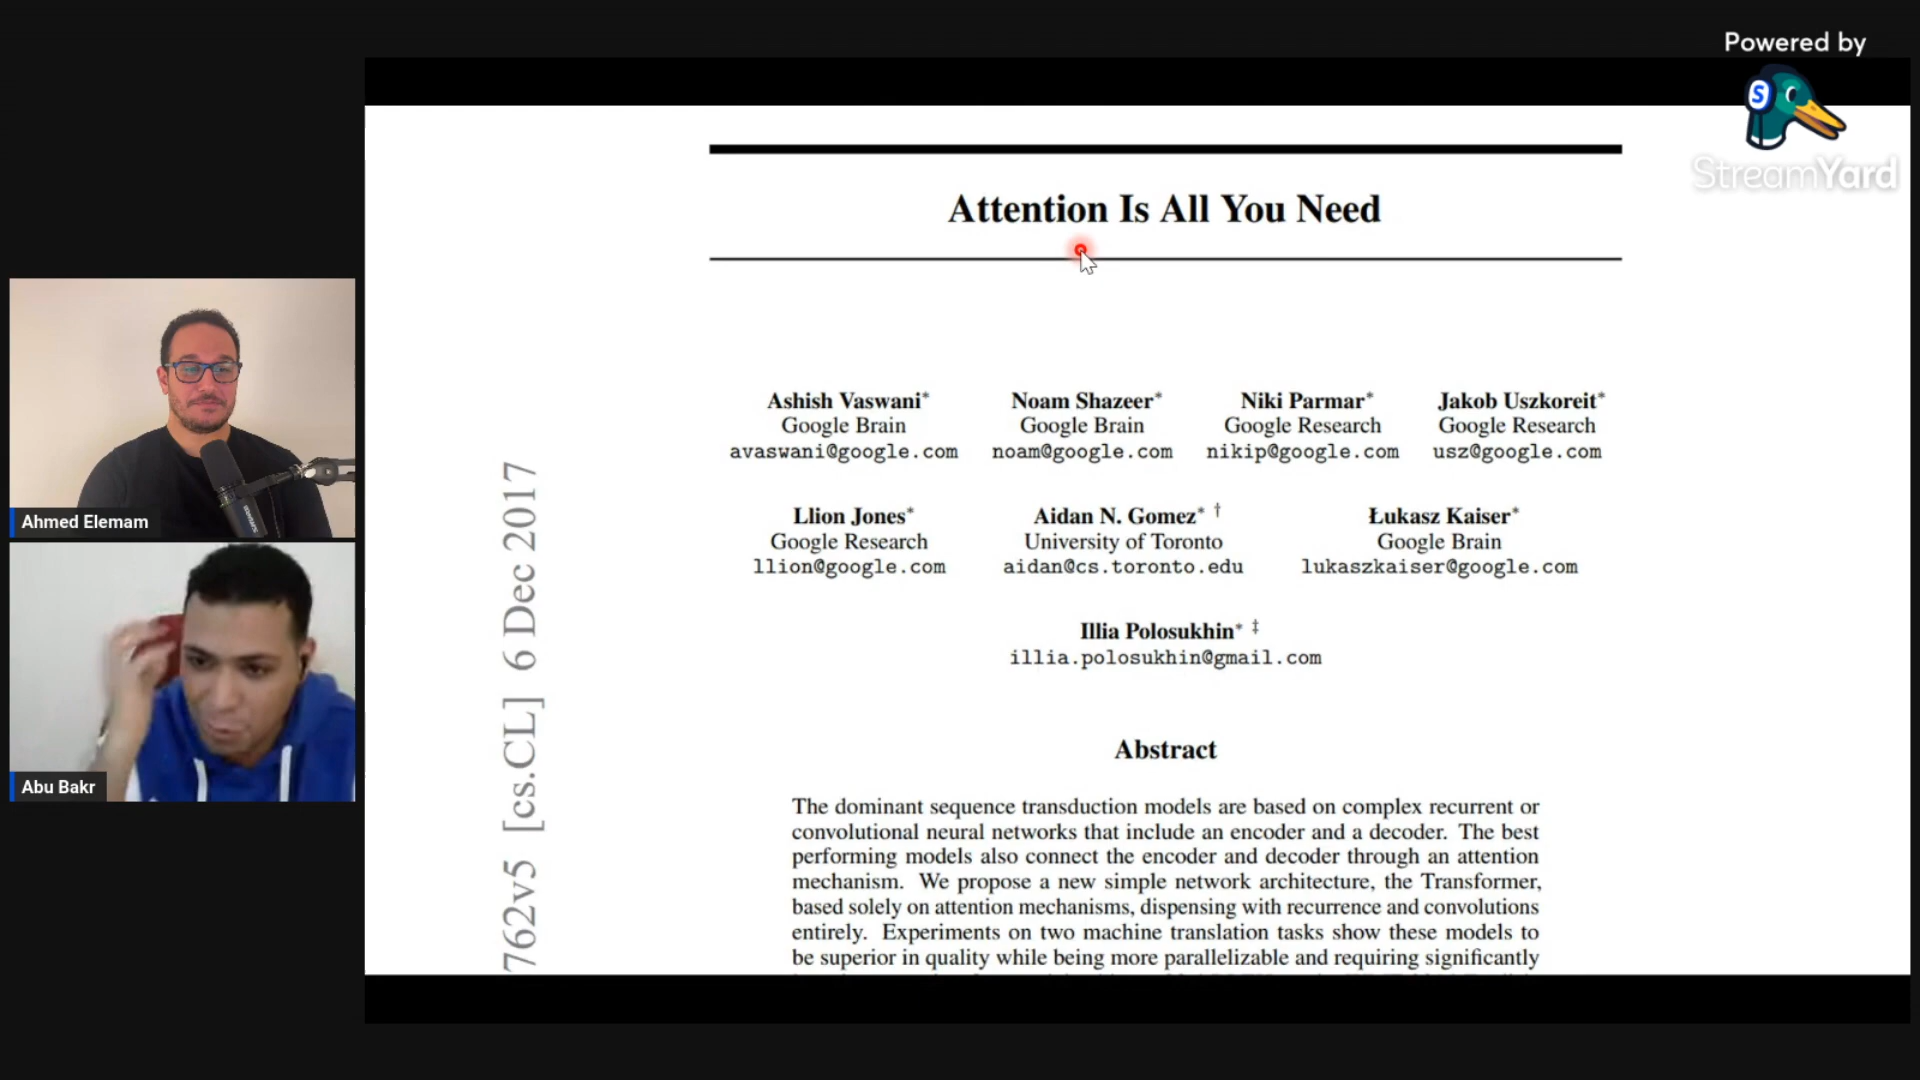 Powered by
StreamYard
Attention Is All You Need
Ashish Vaswani* Noam Shazeer* Niki Parmar* Jakob Uszkoreit*
Google Brain Google Brain Google Research Google Research
avaswani@google.com noam@google.com nikip@google.com usz@google.com
Llion Jones* Aidan N. Gomez* † Łukasz Kaiser*
Google Research University of Toronto Google Brain
llion@google.com aidan@cs.toronto.edu lukaszkaiser@google.com
Illia Polosukhin* ‡
illia.polosukhin@gmail.com
762v5 [cs.CL] 6 Dec 2017
Abstract
The dominant sequence transduction models are based on complex recurrent or
convolutional neural networks that include an encoder and a decoder. The best
performing models also connect the encoder and decoder through an attention
mechanism. We propose a new simple network architecture, the Transformer,
based solely on attention mechanisms, dispensing with recurrence and convolutions
entirely. Experiments on two machine translation tasks show these models to
be superior in quality while being more parallelizable and requiring significantly
Ahmed Elemam
Abu Bakr